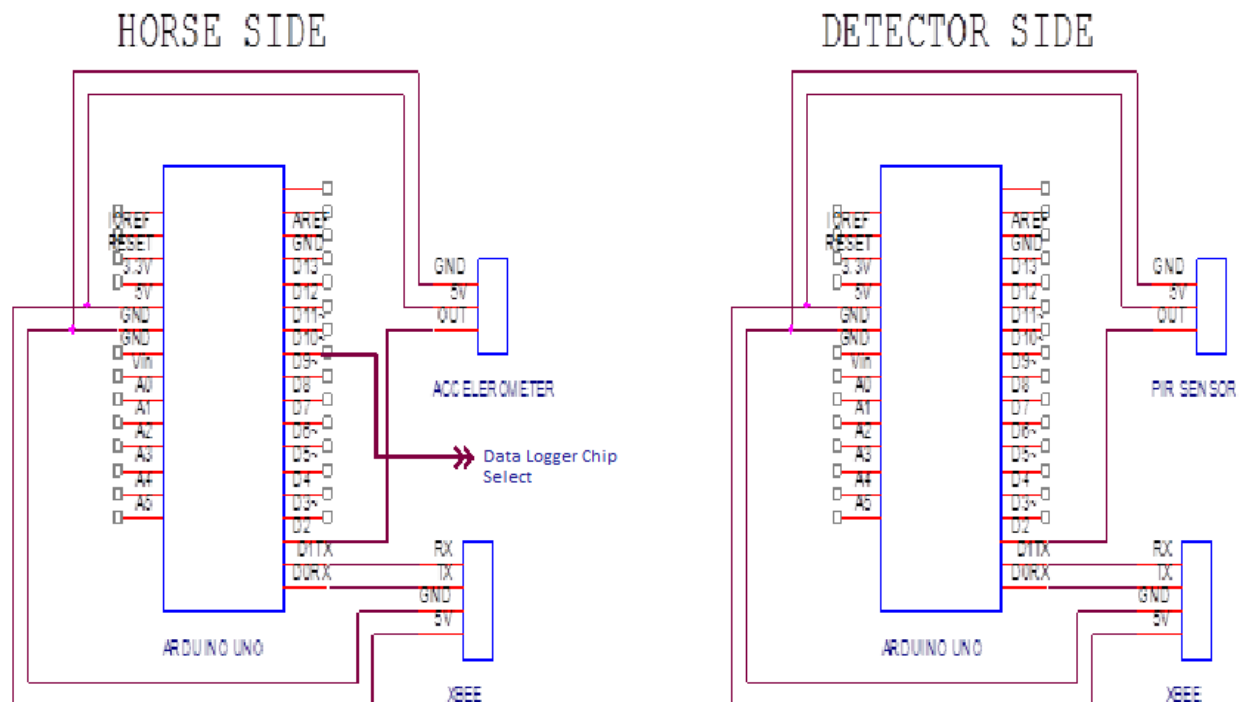 HORSE SIDE
IOREF
RESET
3.3V
5V
GND
GND
Vin
A0
A1
A2
A3
A4
A5
AREF
GND
D13
D12
D11~
D10~
D9~
D8
D7
D6~
D5~
D4
D3~
D2
D1TX
D0RX
ARDUINO UNO
GND
5V
OUT
ACCELEROMETER
Data Logger Chip
Select
RX
TX
GND
5V
XBEE
DETECTOR SIDE
IOREF
RESET
3.3V
5V
GND
GND
Vin
A0
A1
A2
A3
A4
A5
AREF
GND
D13
D12
D11~
D10~
D9~
D8
D7
D6~
D5~
D4
D3~
D2
D1TX
D0RX
ARDUINO UNO
GND
5V
OUT
PIR SENSOR
RX
TX
GND
5V
XBEE